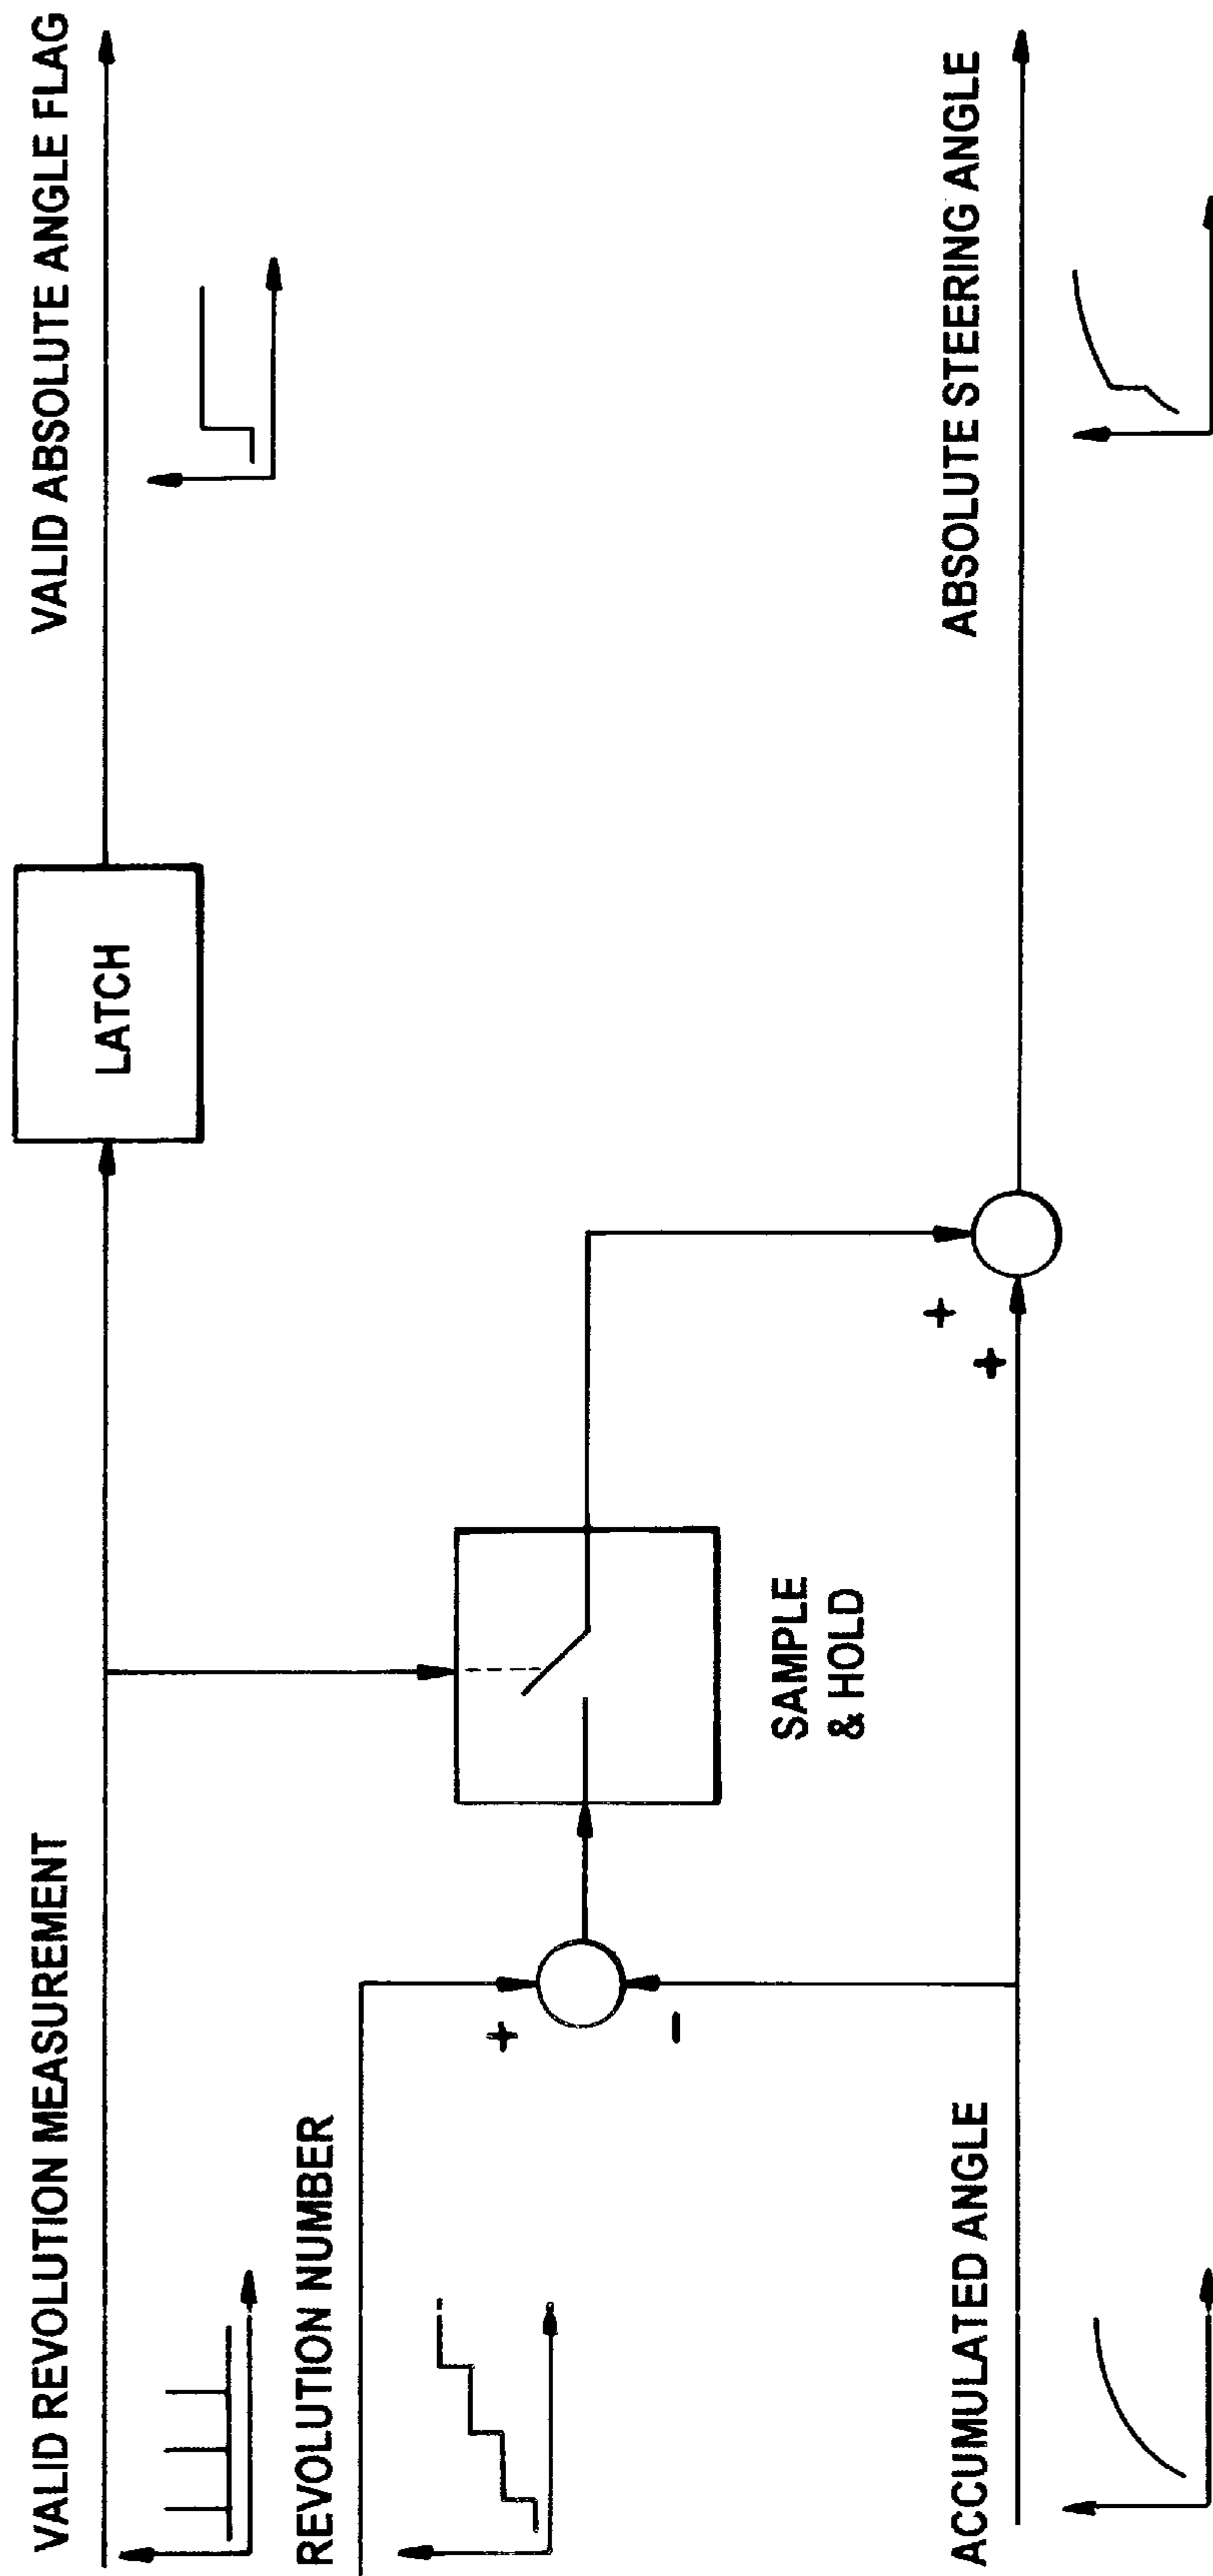 VALID REVOLUTION MEASUREMENT
LATCH
VALID ABSOLUTE ANGLE FLAG
REVOLUTION NUMBER
+
-
SAMPLE
& HOLD
ACCUMULATED ANGLE
+
+
ABSOLUTE STEERING ANGLE